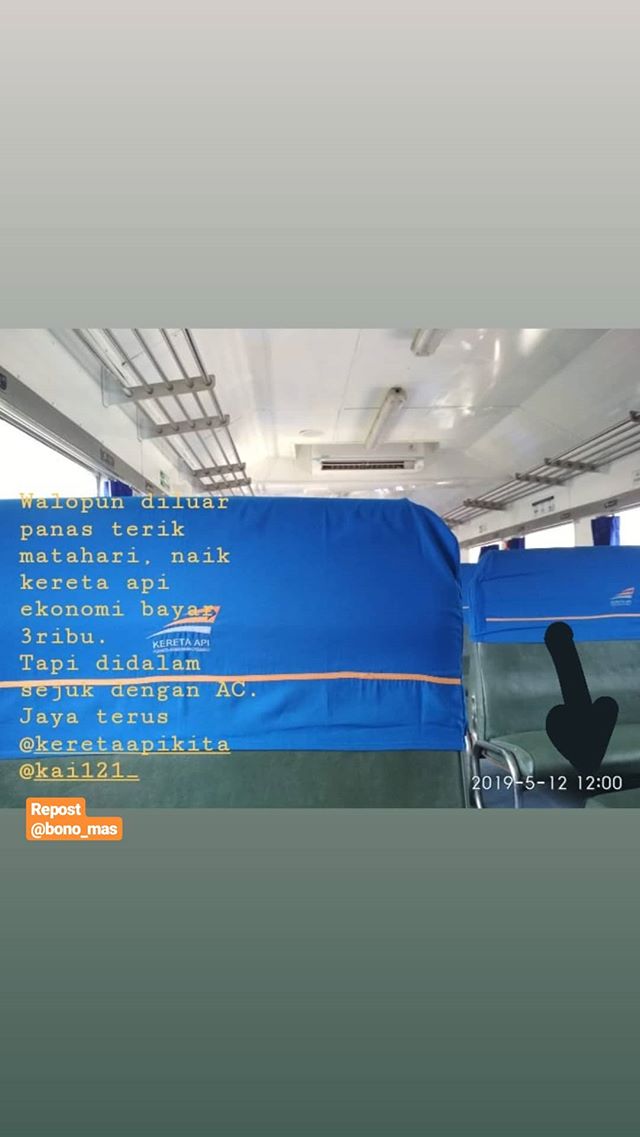 Walopun diluar
panas terik
matahari, naik
kereta api
ekonomi bayar
3ribu.
Tapi didalam
sejuk dengan AC.
Jaya terus
@keretaapikita
@kai121_
KERETA API
2019-5-12 12:00
Repost
@bono_mas